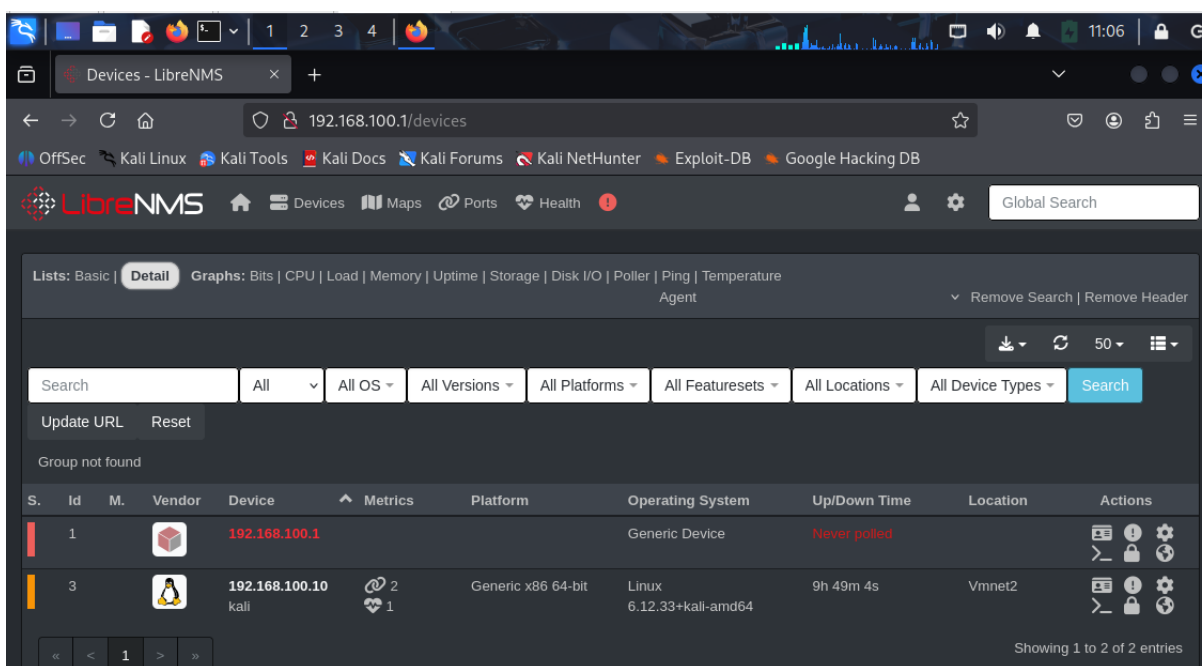 1 2 3 4 11:06
Devices - LibreNMS
192.168.100.1/devices
OffSec Kali Linux Kali Tools Kali Docs Kali Forums Kali NetHunter Exploit-DB Google Hacking DB
LibreNMS Devices Maps Ports Health Global Search
Lists: Basic | Detail Graphs: Bits | CPU | Load | Memory | Uptime | Storage | Disk I/O | Poller | Ping | Temperature
Agent Remove Search | Remove Header
50
Search All All OS All Versions All Platforms All Featuresets All Locations All Device Types Search
Update URL Reset
Group not found
S. Id M. Vendor Device Metrics Platform Operating System Up/Down Time Location Actions
1 192.168.100.1 Generic Device Never polled
3 192.168.100.10 2 Generic x86 64-bit Linux 9h 49m 4s Vmnet2
kali 1 6.12.33+kali-amd64
« < 1 > » Showing 1 to 2 of 2 entries